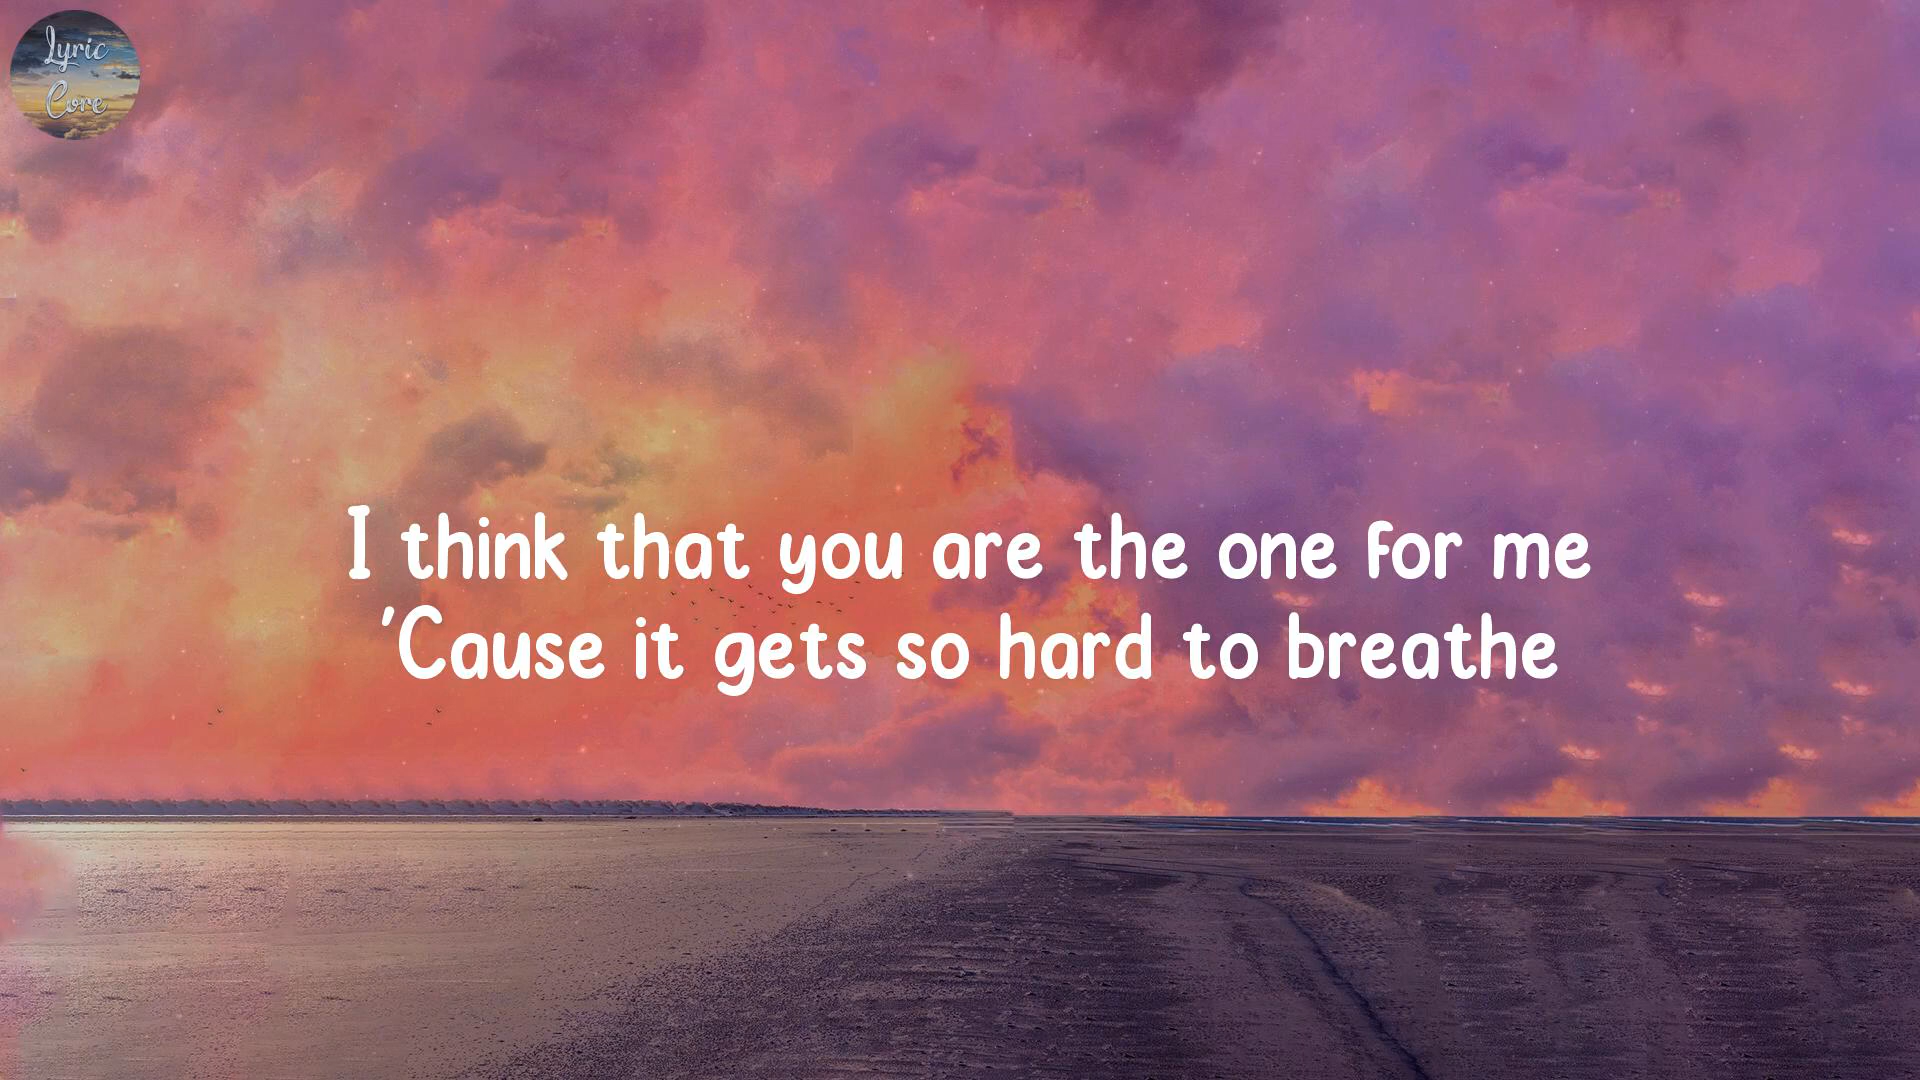 Lyric
Core
I think that you are the one for me
'Cause it gets so hard to breathe